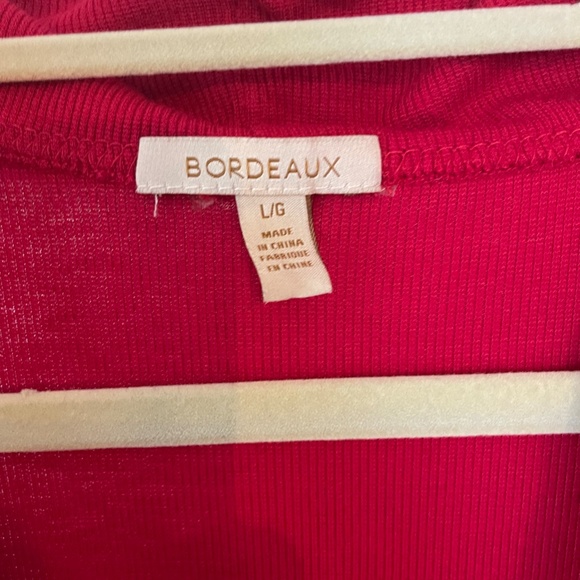 BORDEAUX
L/G
MADE
IN CHINA
FABRIQUE
EN CHINE